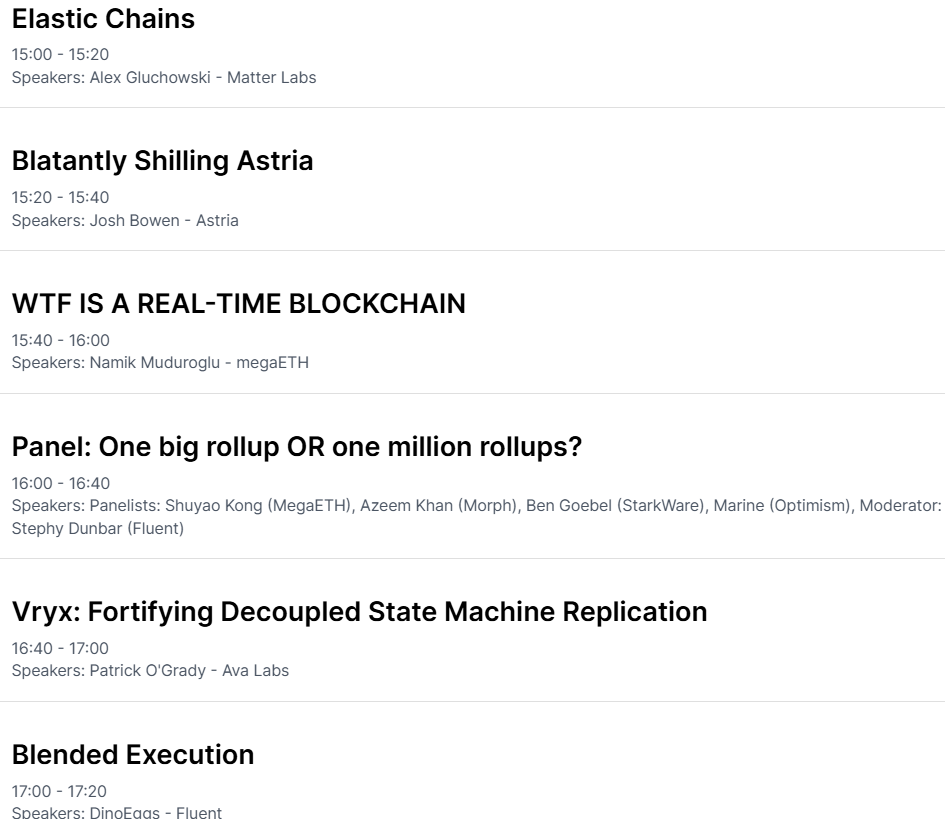 Elastic Chains
15:00 - 15:20
Speakers: Alex Gluchowski - Matter Labs
Blatantly Shilling Astria
15:20 - 15:40
Speakers: Josh Bowen - Astria
WTF IS A REAL-TIME BLOCKCHAIN
15:40 - 16:00
Speakers: Namik Muduroglu - megaETH
Panel: One big rollup OR one million rollups?
16:00 - 16:40
Speakers: Panelists: Shuyao Kong (MegaETH), Azeem Khan (Morph), Ben Goebel (StarkWare), Marine (Optimism), Moderator:
Stephy Dunbar (Fluent)
Vryx: Fortifying Decoupled State Machine Replication
16:40 - 17:00
Speakers: Patrick O'Grady - Ava Labs
Blended Execution
17:00 - 17:20
Speakers: DinoEggs - Fluent